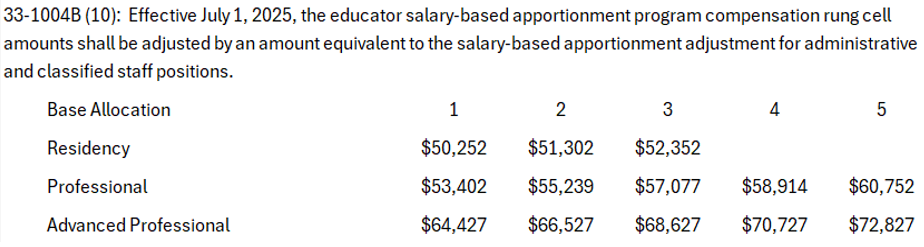 33-1004B (10): Effective July 1, 2025, the educator salary-based apportionment program compensation rung cell
amounts shall be adjusted by an amount equivalent to the salary-based apportionment adjustment for administrative
and classified staff positions.
Base Allocation 1 2 3 4 5
Residency $50,252 $51,302 $52,352
Professional $53,402 $55,239 $57,077 $58,914 $60,752
Advanced Professional $64,427 $66,527 $68,627 $70,727 $72,827